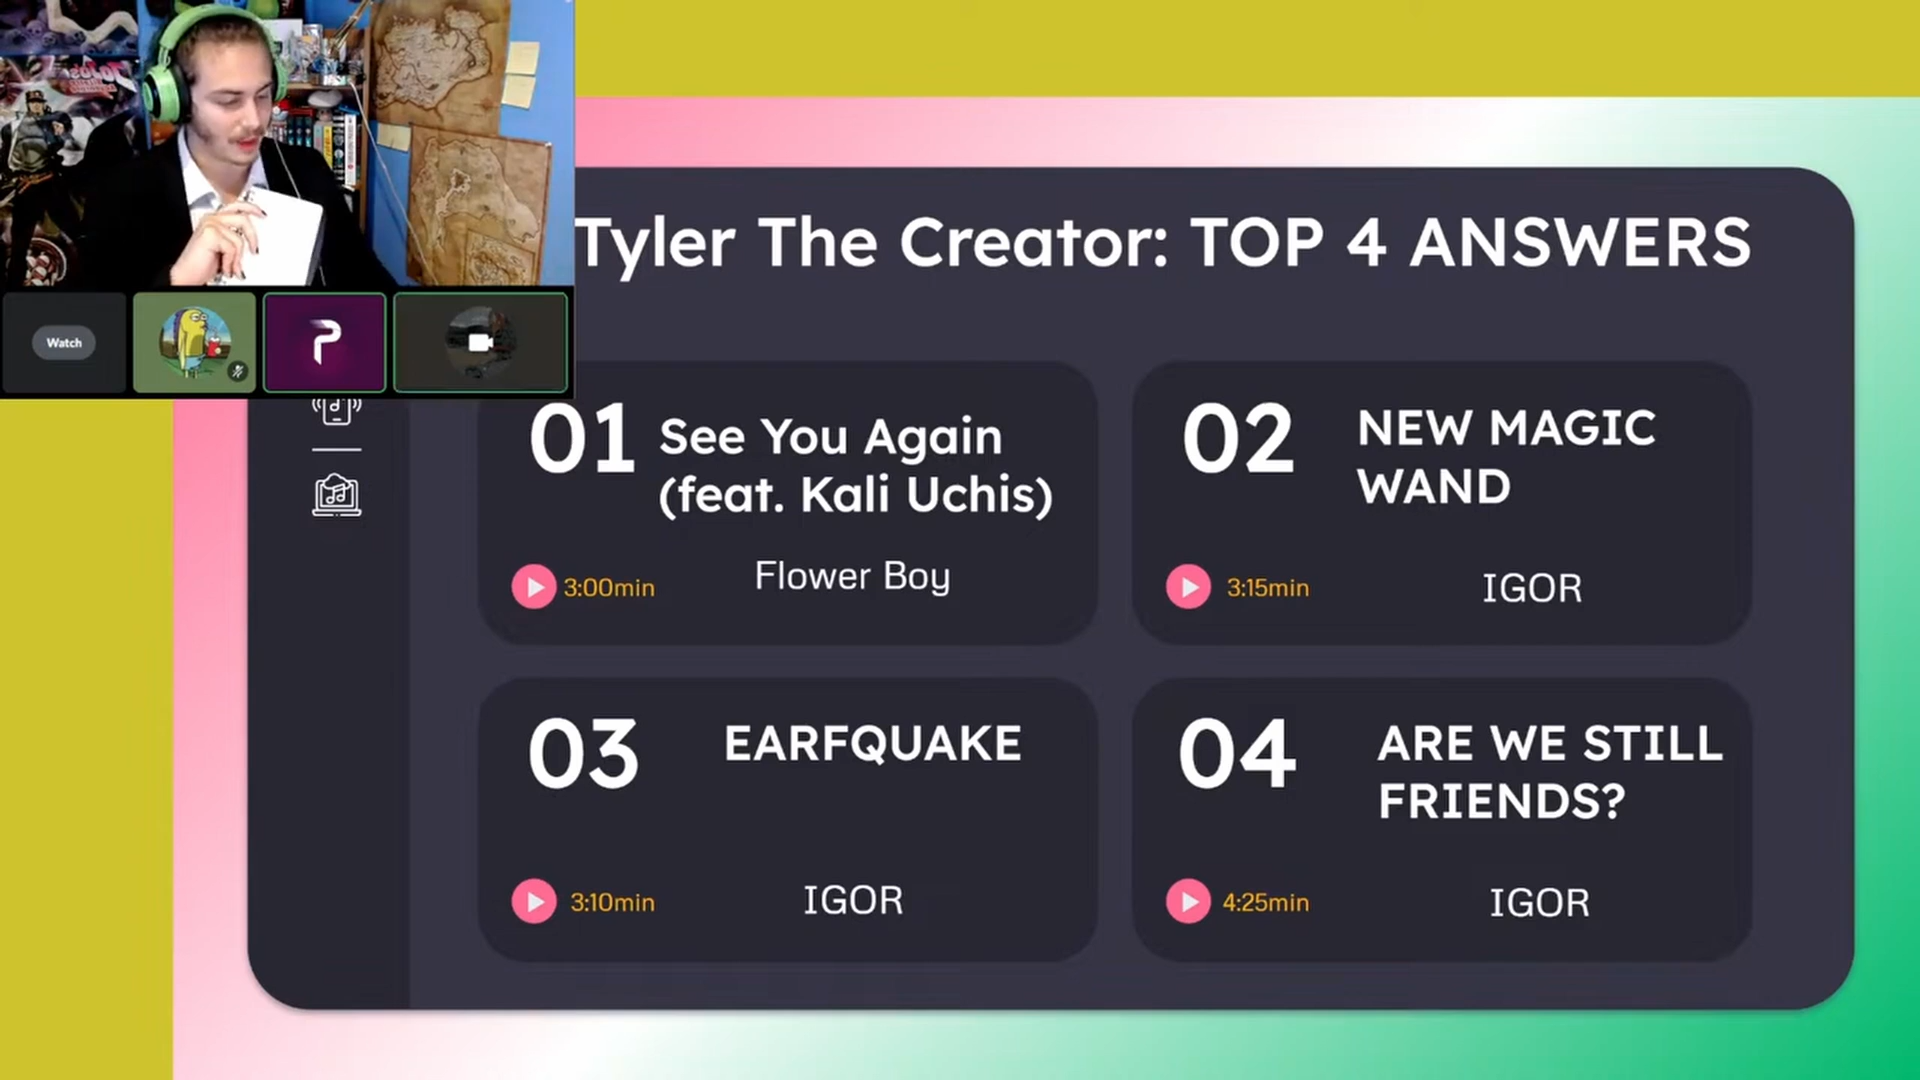 Tyler The Creator: TOP 4 ANSWERS
Watch
01
See You Again
(feat. Kali Uchis)
3:00min
Flower Boy
02
NEW MAGIC
WAND
3:15min
IGOR
03
EARFQUAKE
3:10min
IGOR
04
ARE WE STILL
FRIENDS?
4:25min
IGOR